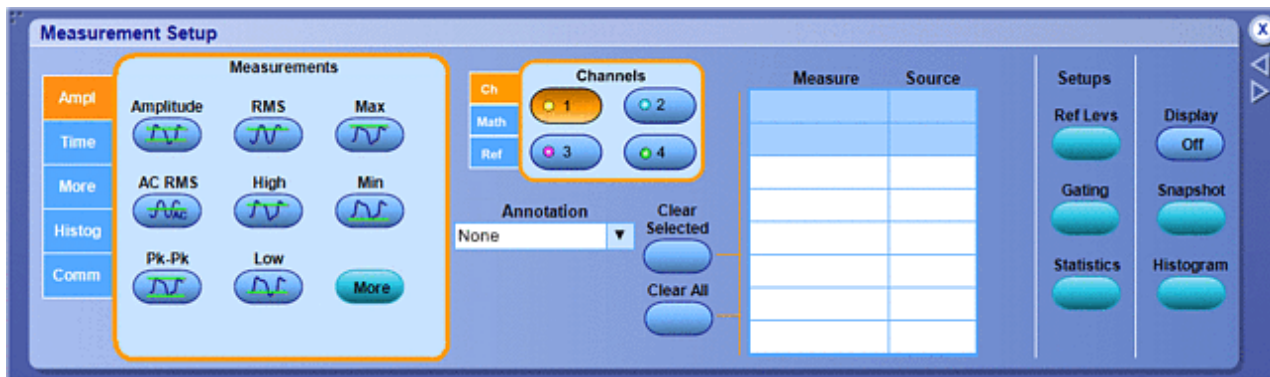 Measurement Setup
X
Ampl
Time
More
Histog
Comm
Measurements
Amplitude
RMS
Max
AC RMS
AC
High
Min
Pk-Pk
Low
More
Ch
Math
Ref
Channels
1
2
3
4
Annotation
None
Clear
Selected
Clear All
Measure
Source
Setups
Ref Levs
Gating
Statistics
Display
Off
Snapshot
Histogram